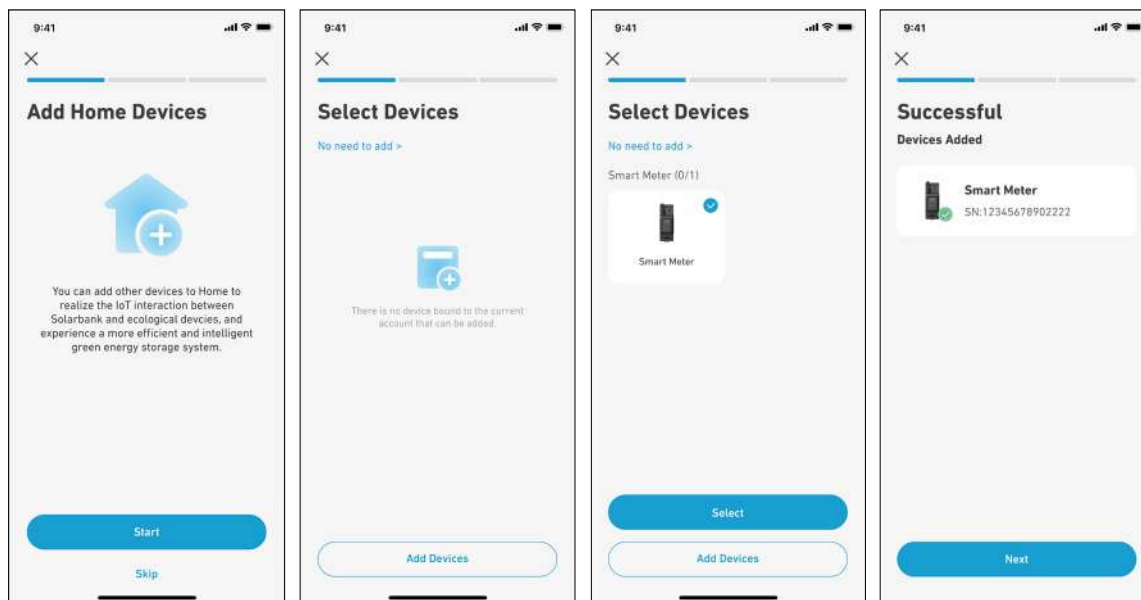 9:41
Add Home Devices
You can add other devices to Home to
realize the IoT interaction between
Solarbank and ecological devcies, and
experience a more efficient and intelligent
green energy storage system.
Start
Skip
9:41
Select Devices
No need to add >
There is no device bound to the current
account that can be added.
Add Devices
9:41
Select Devices
No need to add >
Smart Meter (0/1)
Smart Meter
Select
Add Devices
9:41
Successful
Devices Added
Smart Meter
SN:12345678902222
Next